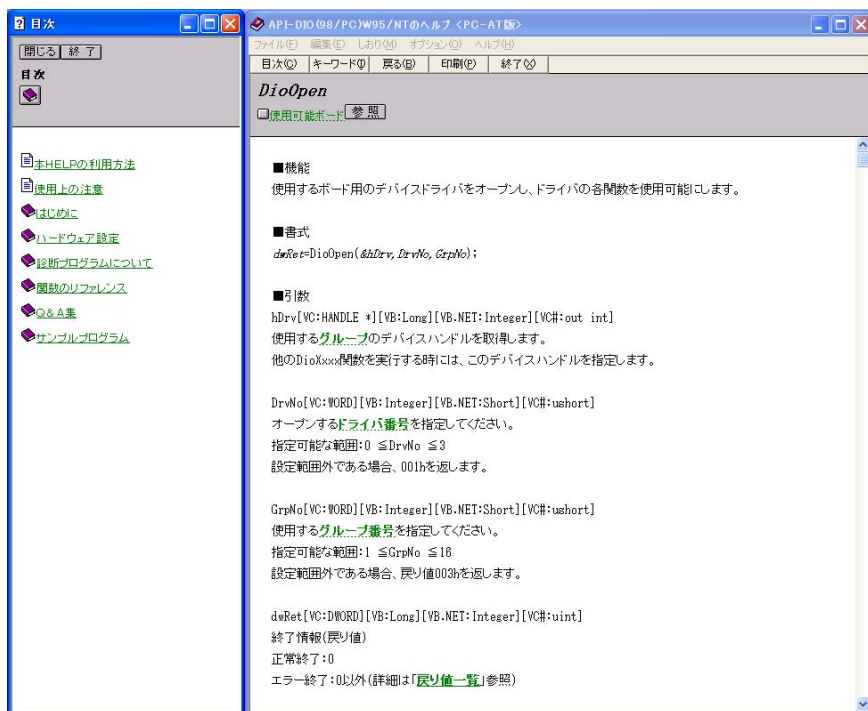 目次
閉じる 終 了
目次
本HELPの利用方法
使用上の注意
はじめに
ハードウェア設定
診断プログラムについて
関数のリファレンス
Q&A集
サンプルプログラム
API-DIO(98/PC)W95/NTのヘルプ <PC-AT版>
ファイル(F) 編集(E) しおり(M) オプション(O) ヘルプ(H)
目次(C) キーワード(I) 戻る(B) 印刷(P) 終了(X)
DioOpen
使用可能ボード 参 照
■機能
使用するボード用のデバイスドライバをオープンし、ドライバの各関数を使用可能にします。
■書式
dwRet=DioOpen(&hDrv, DrvNo, GrpNo);
■引数
hDrv[VC:HANDLE *][VB:Long][VB.NET:Integer][VC#:out int]
使用するグループのデバイスハンドルを取得します。
他のDioXxxx関数を実行する時には、このデバイスハンドルを指定します。
DrvNo[VC:WORD][VB:Integer][VB.NET:Short][VC#:ushort]
オープンするドライバ番号を指定してください。
指定可能な範囲:0 ≦DrvNo ≦3
設定範囲外である場合、001hを返します。
GrpNo[VC:WORD][VB:Integer][VB.NET:Short][VC#:ushort]
使用するグループ番号を指定してください。
指定可能な範囲:1 ≦GrpNo ≦16
設定範囲外である場合、戻り値003hを返します。
dwRet[VC:DWORD][VB:Long][VB.NET:Integer][VC#:uint]
終了情報(戻り値)
正常終了:0
エラー終了:0以外(詳細は「戻り値一覧」参照)